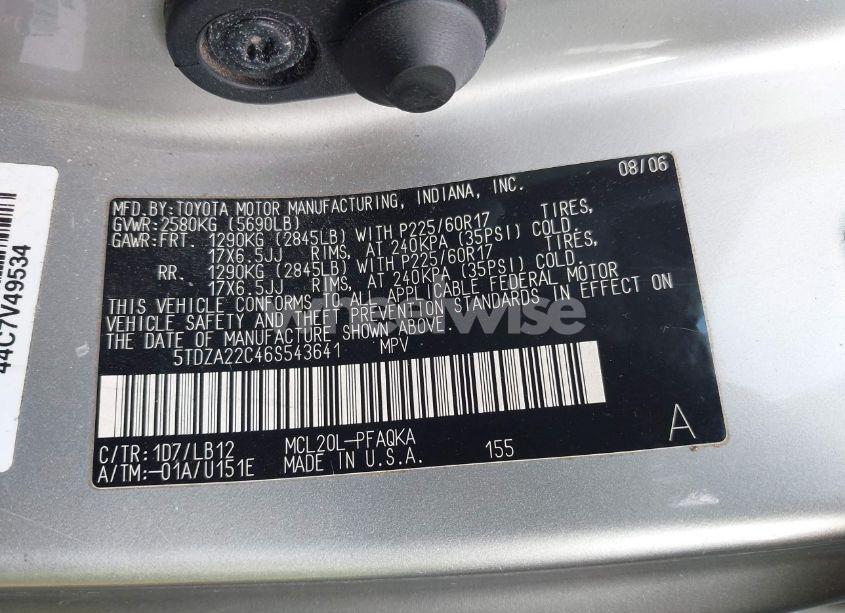 08/06
MFD.BY:TOYOTA MOTOR MANUFACTURING, INDIANA, INC.
GVWR:2580KG (5690LB)
GAWR:FRT. 1290KG (2845LB) WITH P225/60R17 TIRES,
17X6.5JJ RIMS, AT 240KPA (35PSI) COLD.
RR. 1290KG (2845LB) WITH P225/60R17 TIRES,
17X6.5JJ RIMS, AT 240KPA (35PSI) COLD.
THIS VEHICLE CONFORMS TO ALL APPLICABLE FEDERAL MOTOR
VEHICLE SAFETY AND THEFT PREVENTION STANDARDS IN EFFECT ON
THE DATE OF MANUFACTURE SHOWN ABOVE.
5TDZA22C46S543641 MPV
C/TR: 1D7/LB12 MCL20L-PFAQKA
A/TM:-01A/U151E MADE IN U.S.A. 155
A
44C7V49534
wheelwise